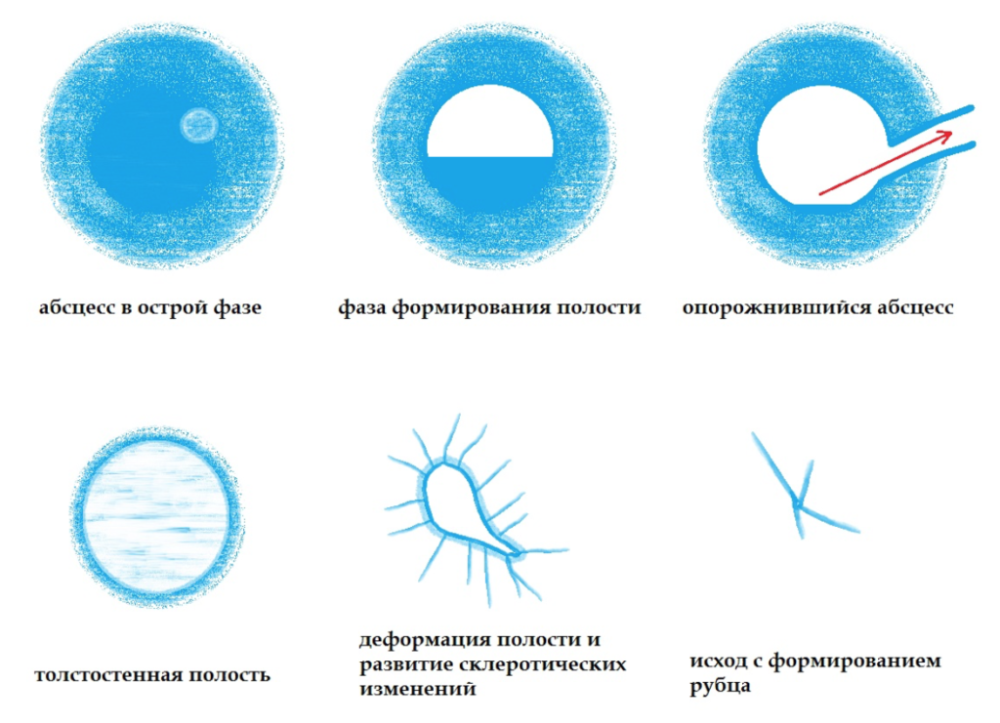 абсцесс в острой фазе
фаза формирования полости
опорожнившийся абсцесс
толстостенная полость
деформация полости и
развитие склеротических
изменений
исход с формированием
рубца